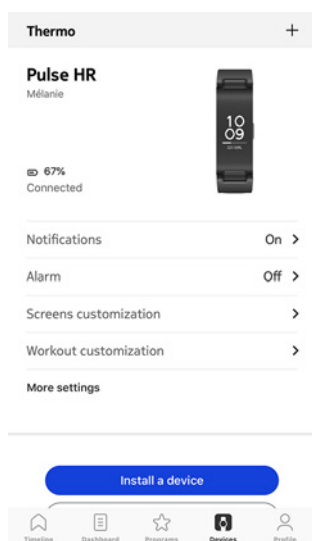 Thermo
Pulse HR
Mélanie
10
09
67%
Connected
Notifications On
Alarm Off
Screens customization
Workout customization
More settings
Install a device
Timeline Dashboard Programs Devices Profile